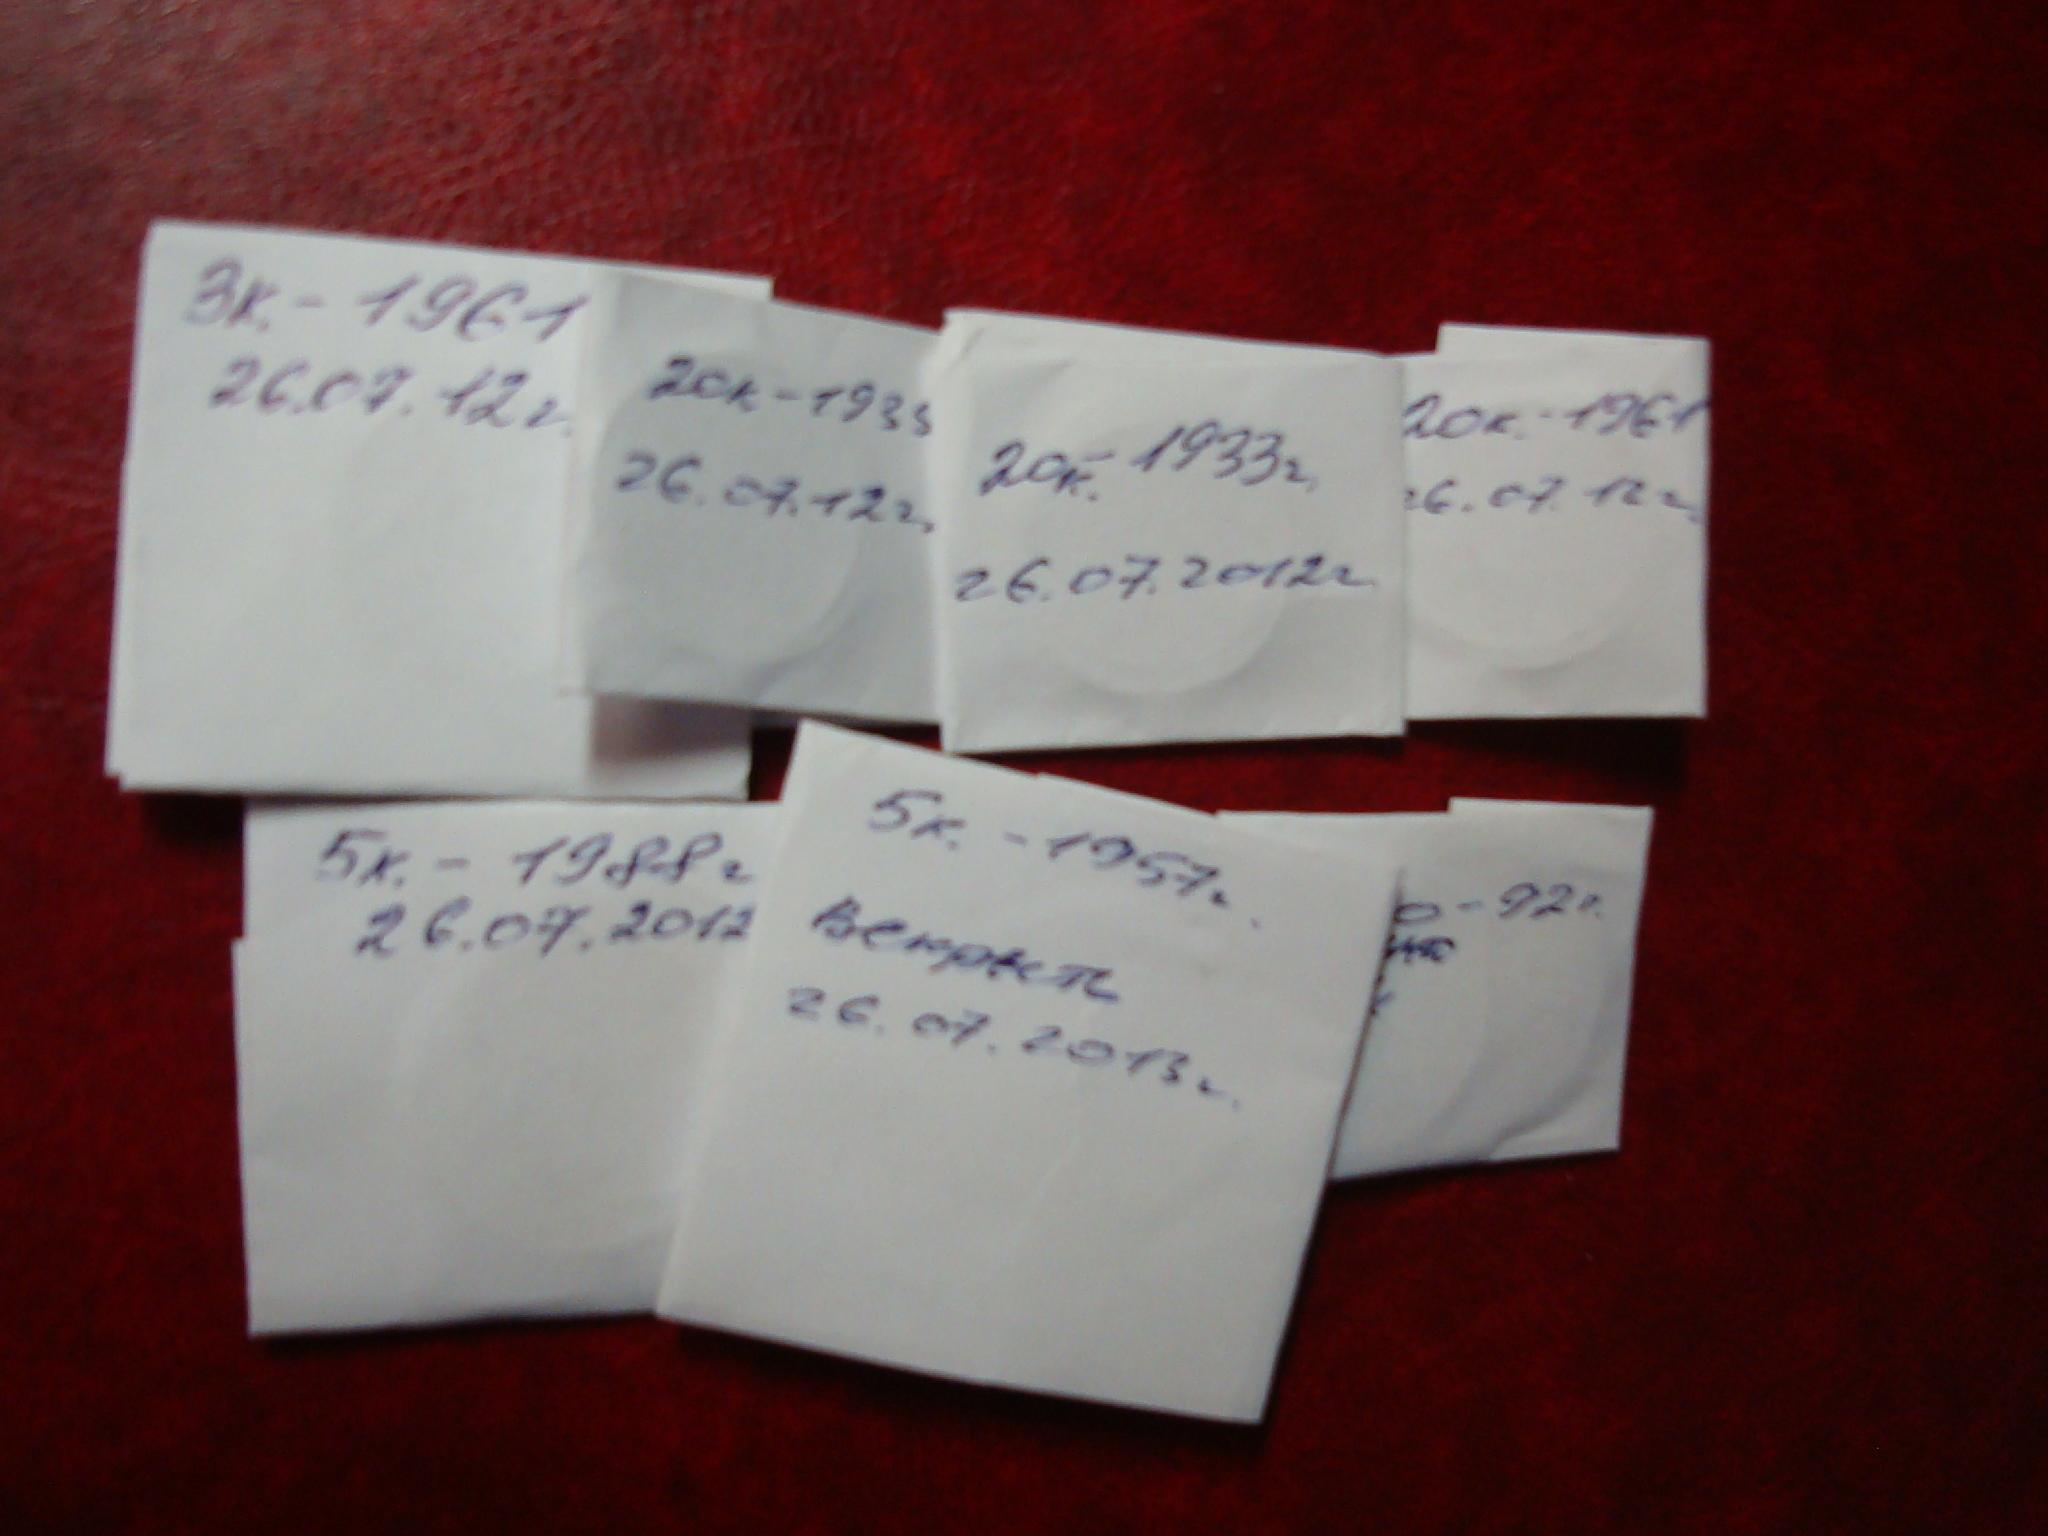 3к. - 1961
26.07.12г.
20к - 1933
26.07.12г.
20к. - 1933г.
26.07.2012г
20к. - 1961
26.07.12г.
5к. - 1988г
26.07.2012
5к. - 1957г.
Вскрыть
26.07.2013г.
- 92г.